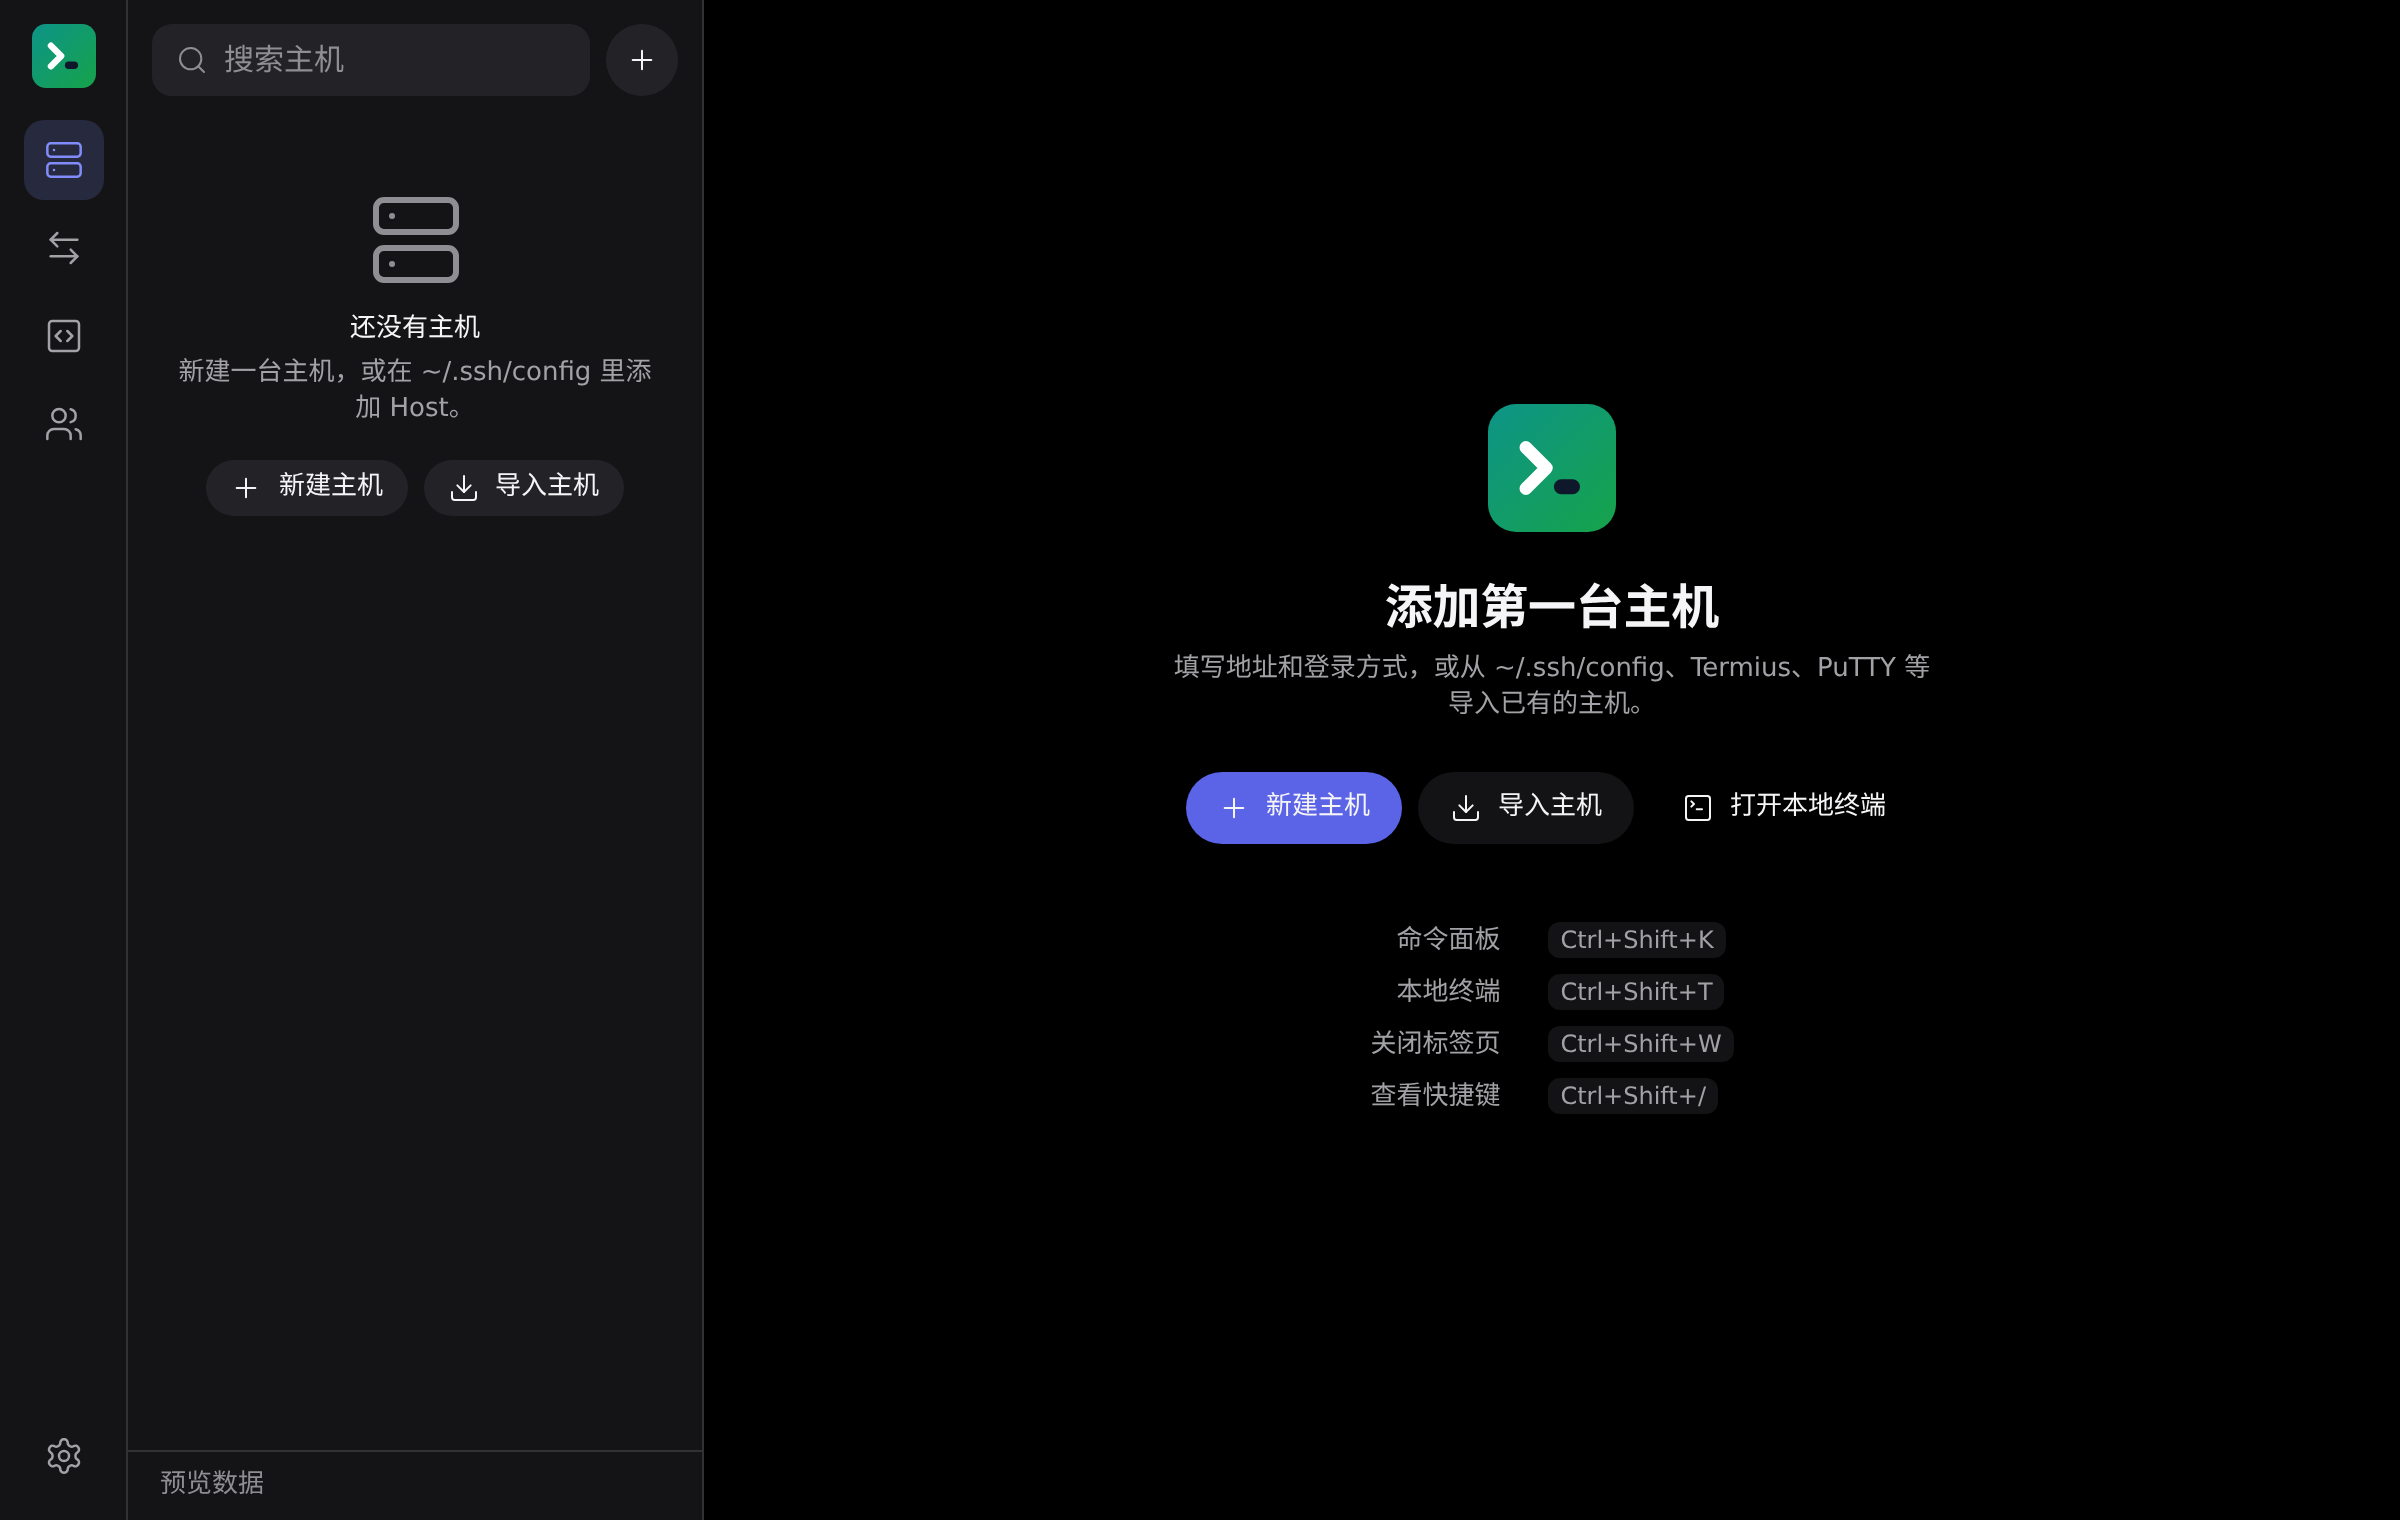 搜索主机
还没有主机
新建一台主机，或在 ~/.ssh/config 里添
加 Host。
新建主机
导入主机
预览数据
添加第一台主机
填写地址和登录方式，或从 ~/.ssh/config、Termius、PuTTY 等
导入已有的主机。
新建主机
导入主机
打开本地终端
命令面板 Ctrl+Shift+K
本地终端 Ctrl+Shift+T
关闭标签页 Ctrl+Shift+W
查看快捷键 Ctrl+Shift+/